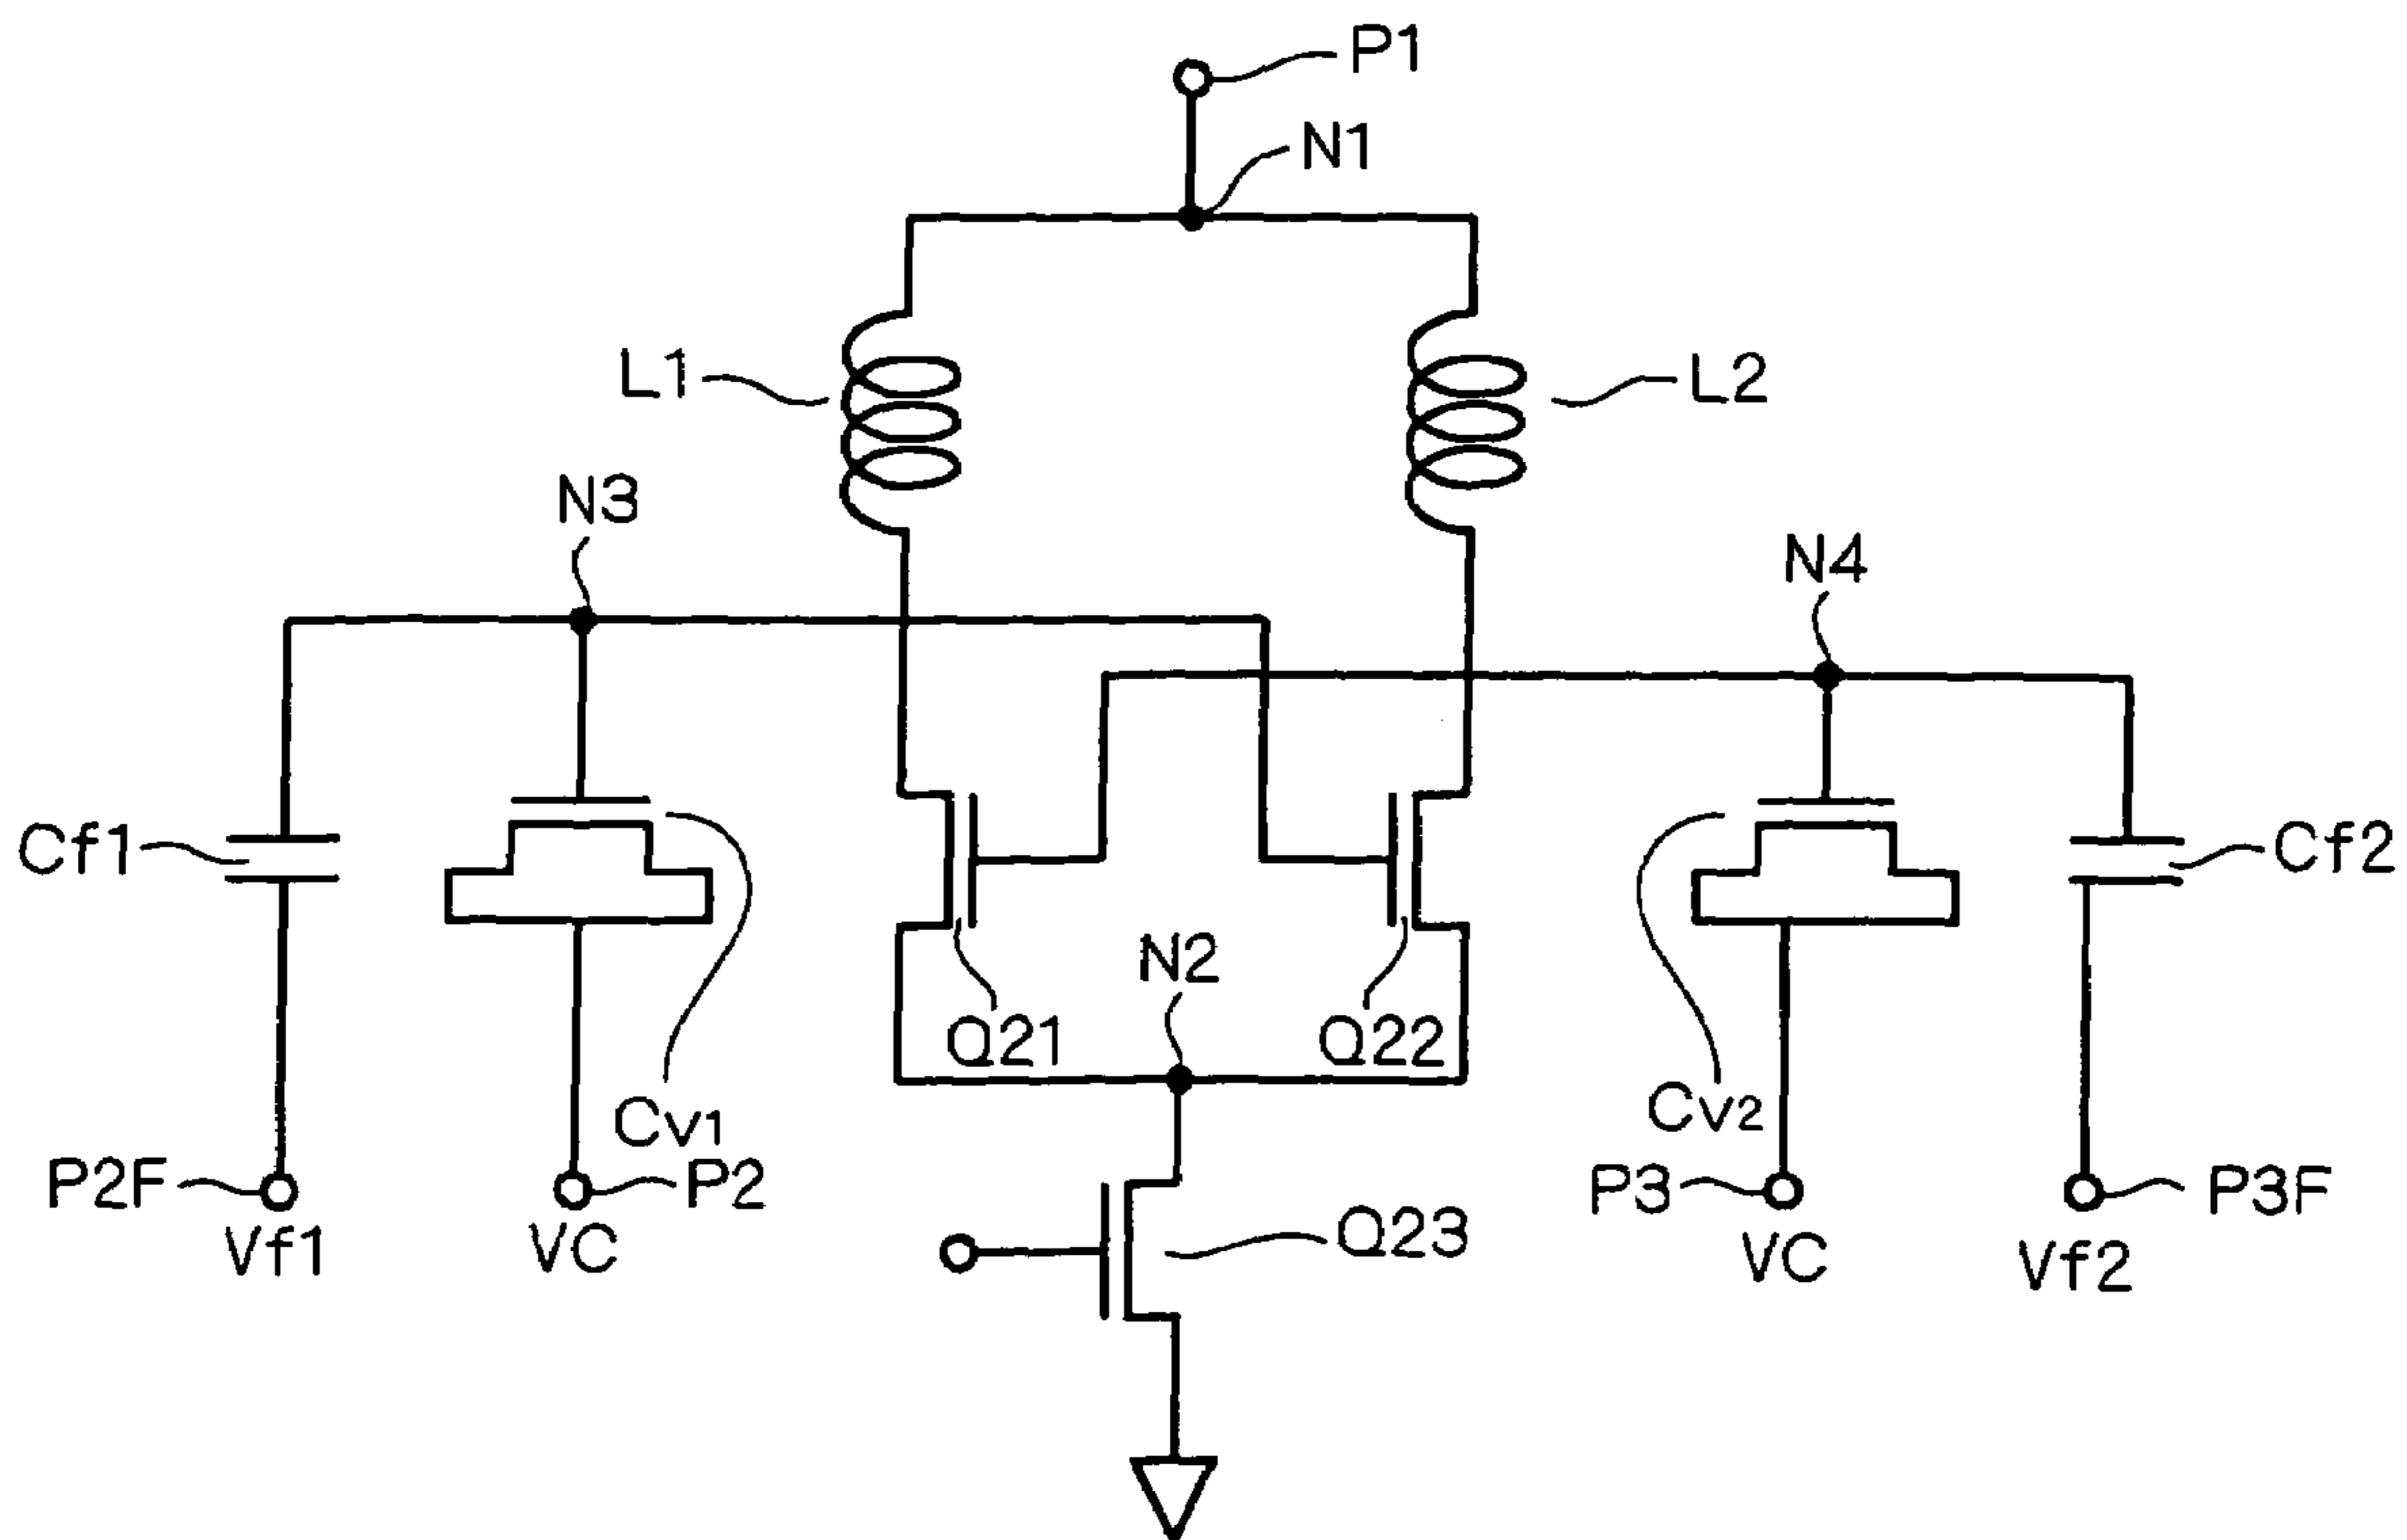 P1
N1
L1
L2
N3
N4
Cf1
Cf2
N2
Q21
Q22
Cv1
Cv2
P2F
P2
P3
P3F
Q23
Vf1
VC
VC
Vf2